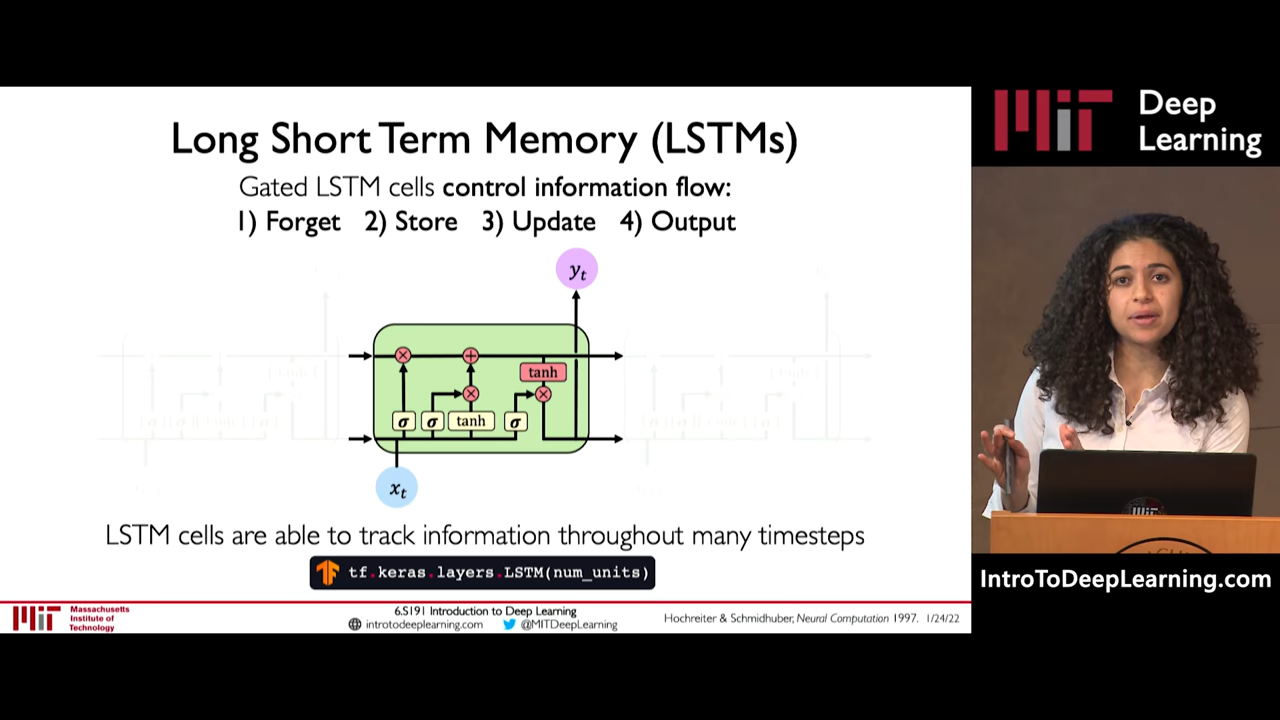 Long Short Term Memory (LSTMs)
Gated LSTM cells control information flow:
1) Forget 2) Store 3) Update 4) Output
y_t
tanh
σ σ tanh σ
x_t
LSTM cells are able to track information throughout many timesteps
tf.keras.layers.LSTM(num_units)
Massachusetts
Institute of
Technology
6.S191 Introduction to Deep Learning
introtodeeplearning.com @MITDeepLearning
Hochreiter & Schmidhuber, Neural Computation 1997. 1/24/22
MIT
Deep
Learning
IntroToDeepLearning.com